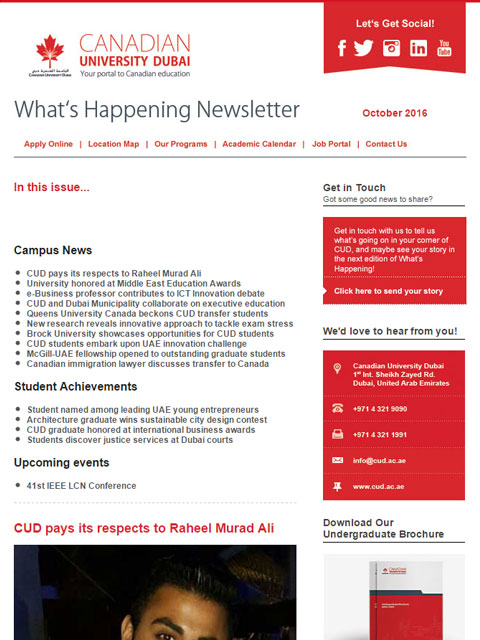 CANADIAN
UNIVERSITY DUBAI
Your portal to Canadian education
Canadian University Dubai
Let's Get Social!
You
Tube
What's Happening Newsletter
October 2016
Apply Online | Location Map | Our Programs | Academic Calendar | Job Portal | Contact Us
In this issue...
Campus News
CUD pays its respects to Raheel Murad Ali
University honored at Middle East Education Awards
e-Business professor contributes to ICT Innovation debate
CUD and Dubai Municipality collaborate on executive education
Queens University Canada beckons CUD transfer students
New research reveals innovative approach to tackle exam stress
Brock University showcases opportunities for CUD students
CUD students embark upon UAE innovation challenge
McGill-UAE fellowship opened to outstanding graduate students
Canadian immigration lawyer discusses transfer to Canada
Student Achievements
Student named among leading UAE young entrepreneurs
Architecture graduate wins sustainable city design contest
CUD graduate honored at international business awards
Students discover justice services at Dubai courts
Upcoming events
41st IEEE LCN Conference
CUD pays its respects to Raheel Murad Ali
Get in Touch
Got some good news to share?
Get in touch with us to tell us
what's going on in your corner of
CUD, and maybe see your story in
the next edition of What's
Happening!
Click here to send your story
We'd love to hear from you!
Canadian University Dubai
1st Int. Sheikh Zayed Rd.
Dubai, United Arab Emirates
+971 4 321 9090
+971 4 321 1991
info@cud.ac.ae
www.cud.ac.ae
Download Our
Undergraduate Brochure
CANADIAN